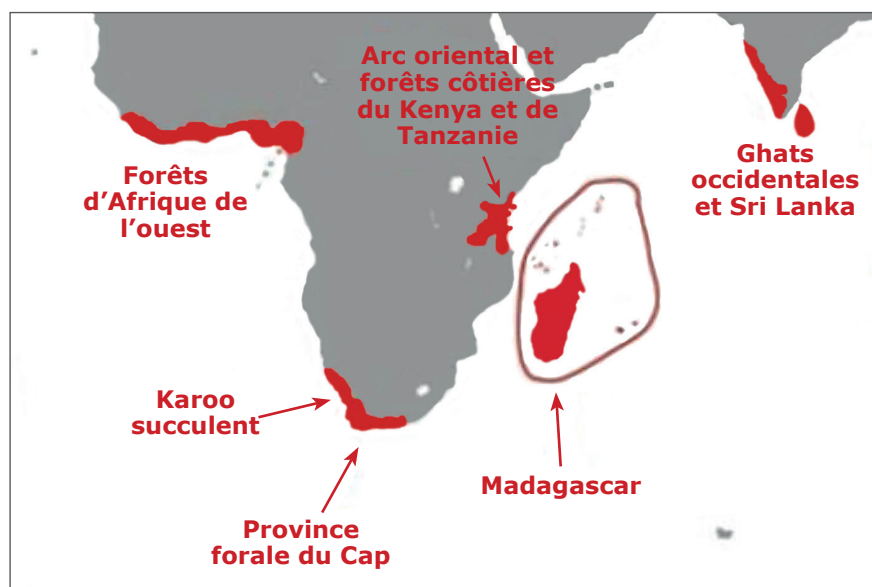 Arc oriental et
forêts côtières
du Kenya et de
Tanzanie
Ghats
occidentales
et Sri Lanka
Forêts
d’Afrique de
l’ouest
Karoo
succulent
Madagascar
Province
forale du Cap